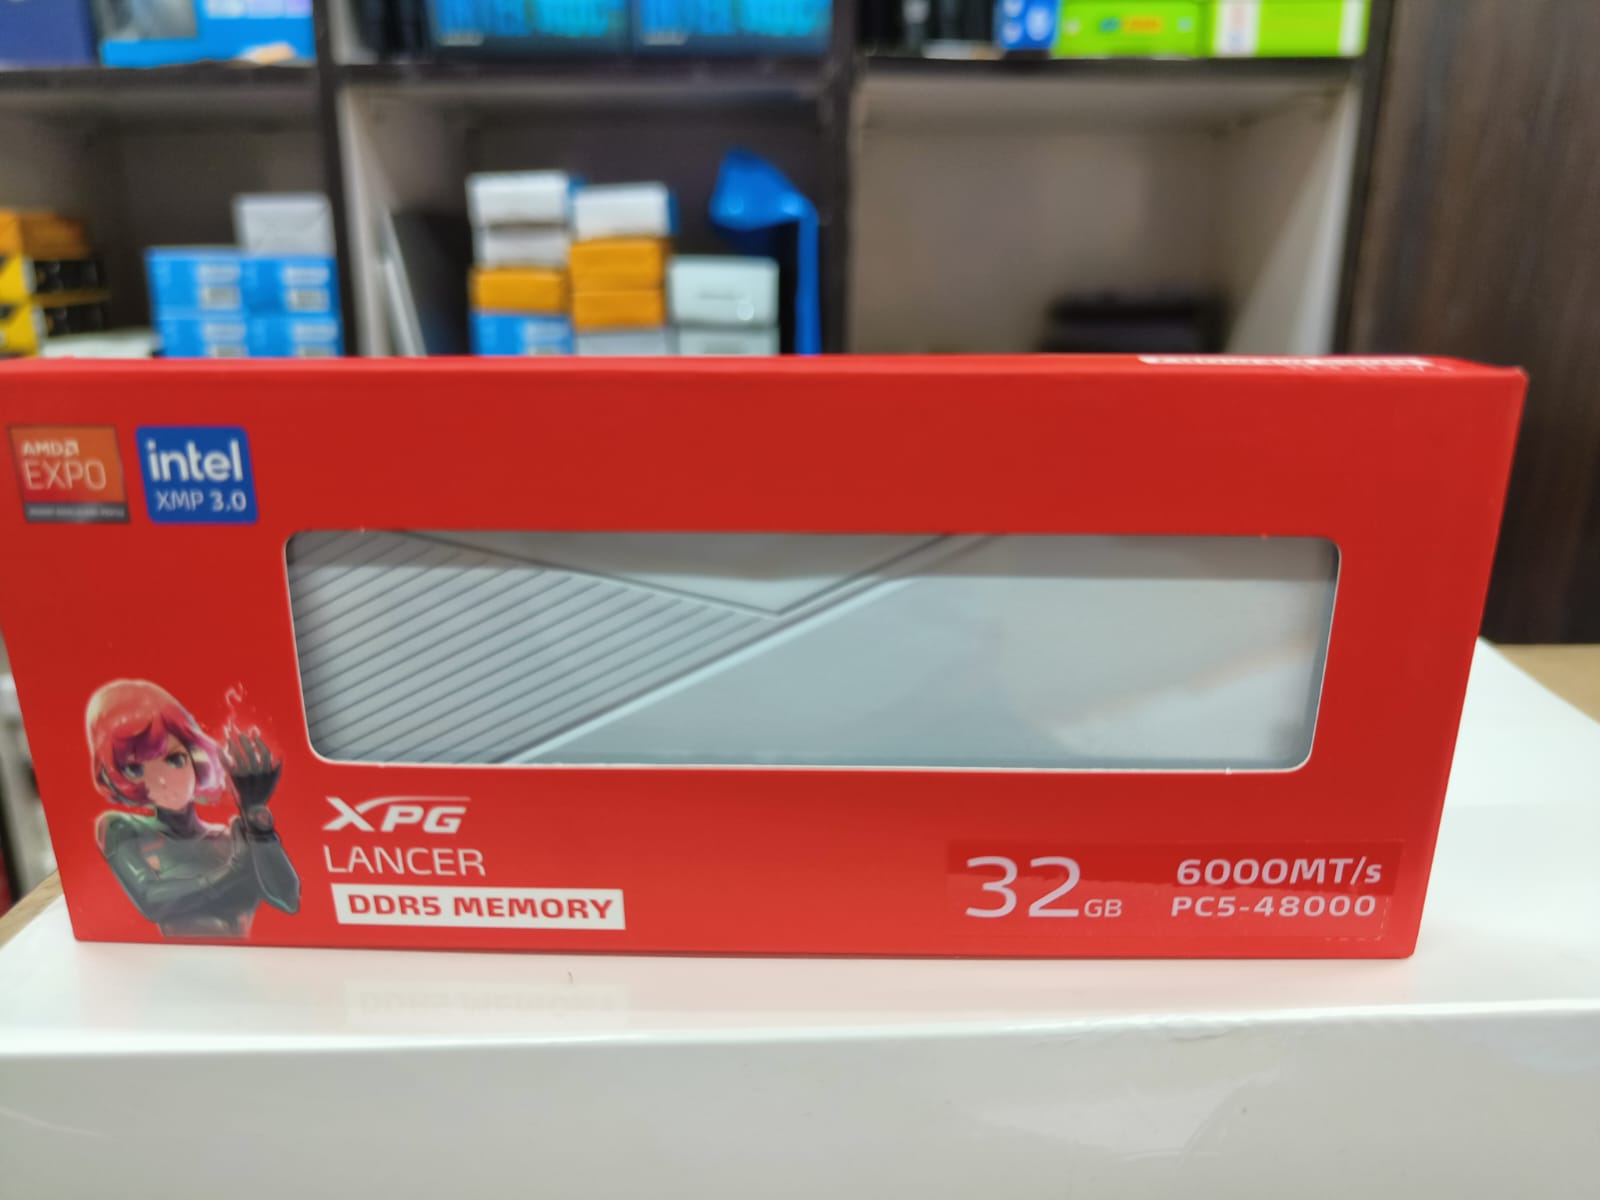 AMD
EXPO
intel
XMP 3.0
XPG
LANCER
DDR5 MEMORY
32GB
6000MT/s
PC5-48000